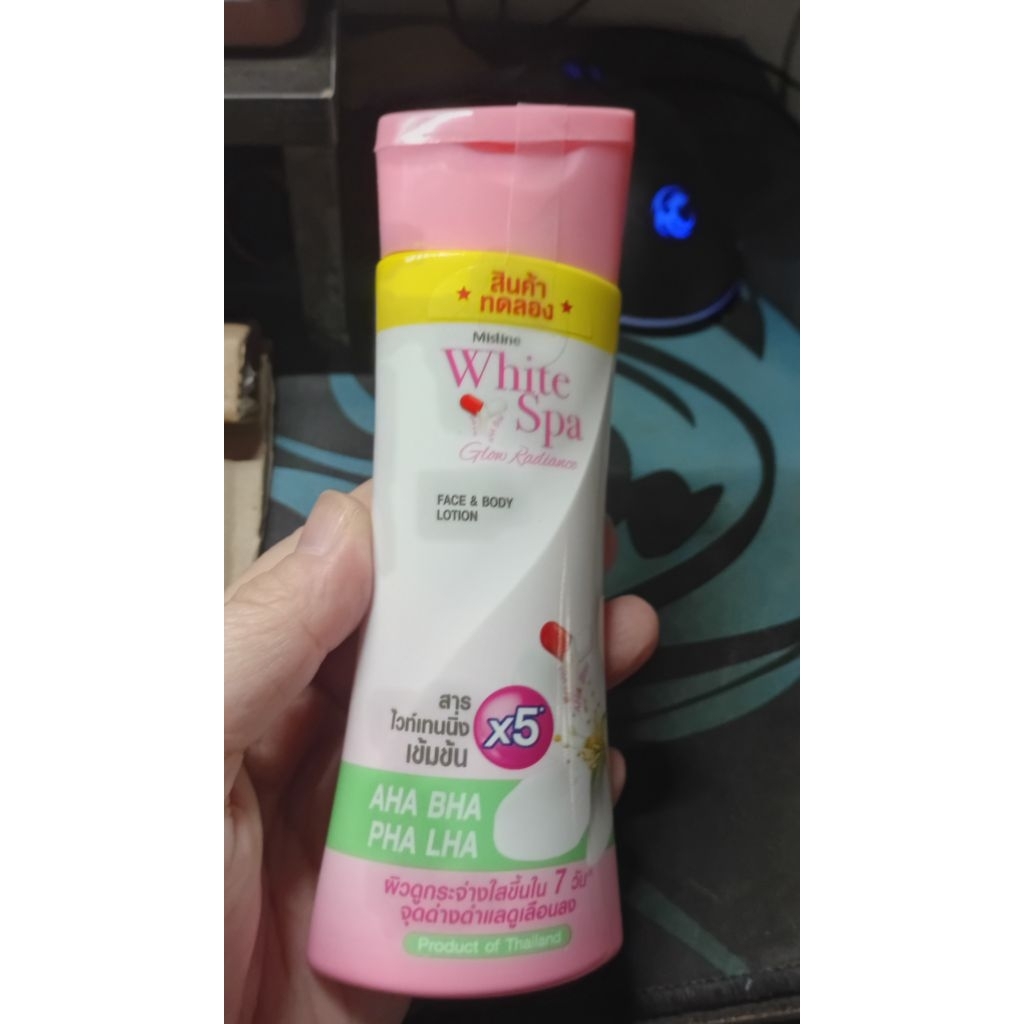 สินค้า
ทดลอง
Mistine
White
Spa
Glow Radiance
FACE & BODY
LOTION
สาร
ไวท์เทนนิ่ง
เข้มข้น
x5*
AHA BHA
PHA LHA
ผิวดูกระจ่างใสขึ้นใน 7 วัน**
จุดด่างดำแลดูเลือนลง
Product of Thailand